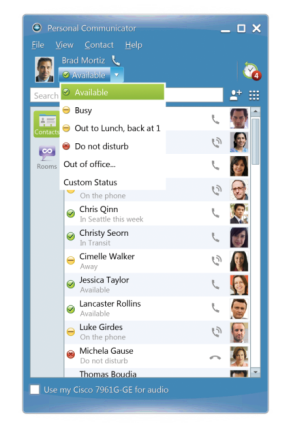 Personal Communicator
File View Contact Help
Brad Mortiz
Available
4
Search
Available
Busy
Contacts
Out to Lunch, back at 1
Do not disturb
Rooms
Out of office...
Custom Status
On the phone
Chris Qinn
In Seattle this week
Christy Seorn
In Transit
Cimelle Walker
Away
Jessica Taylor
Available
Lancaster Rollins
Available
Luke Girdes
On the phone
Michela Gause
Do not disturb
Thomas Boudia
Use my Cisco 7961G-GE for audio